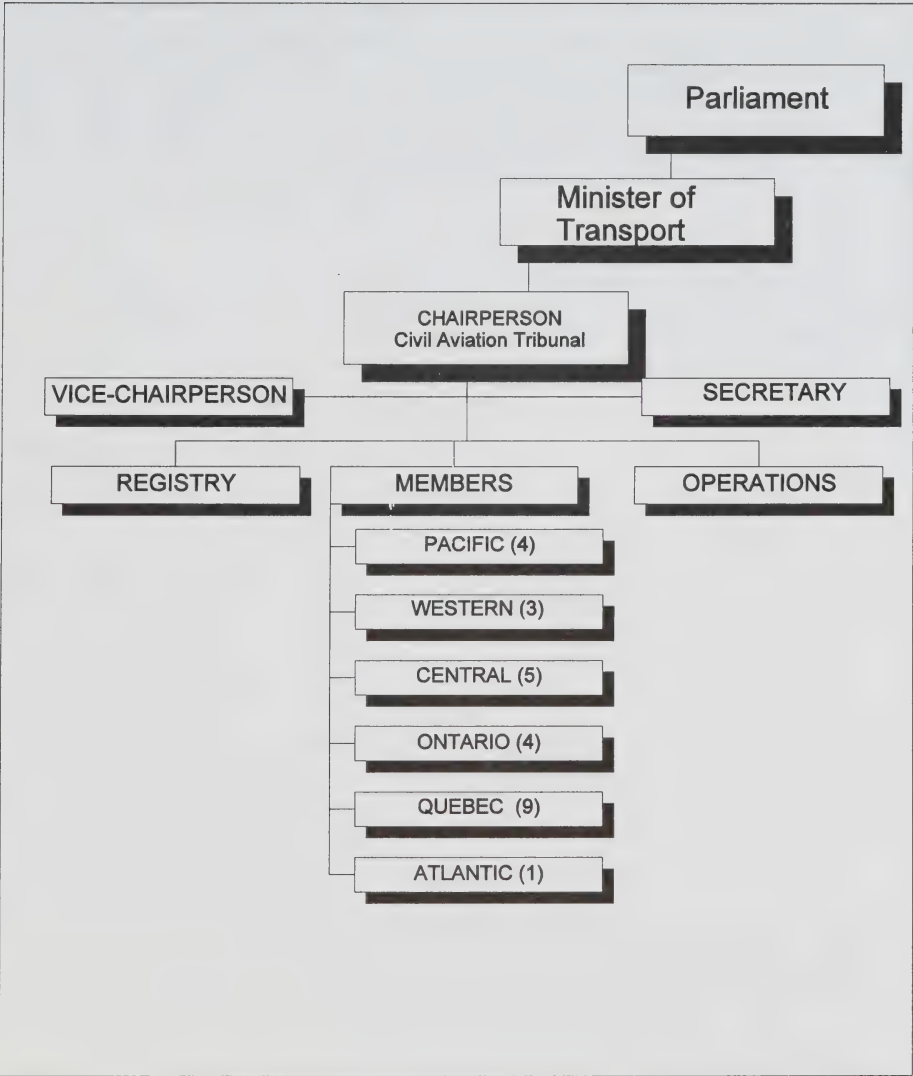 Parliament
Minister of
Transport
CHAIRPERSON
Civil Aviation Tribunal
VICE-CHAIRPERSON
SECRETARY
REGISTRY
MEMBERS
OPERATIONS
PACIFIC (4)
WESTERN (3)
CENTRAL (5)
ONTARIO (4)
QUEBEC (9)
ATLANTIC (1)